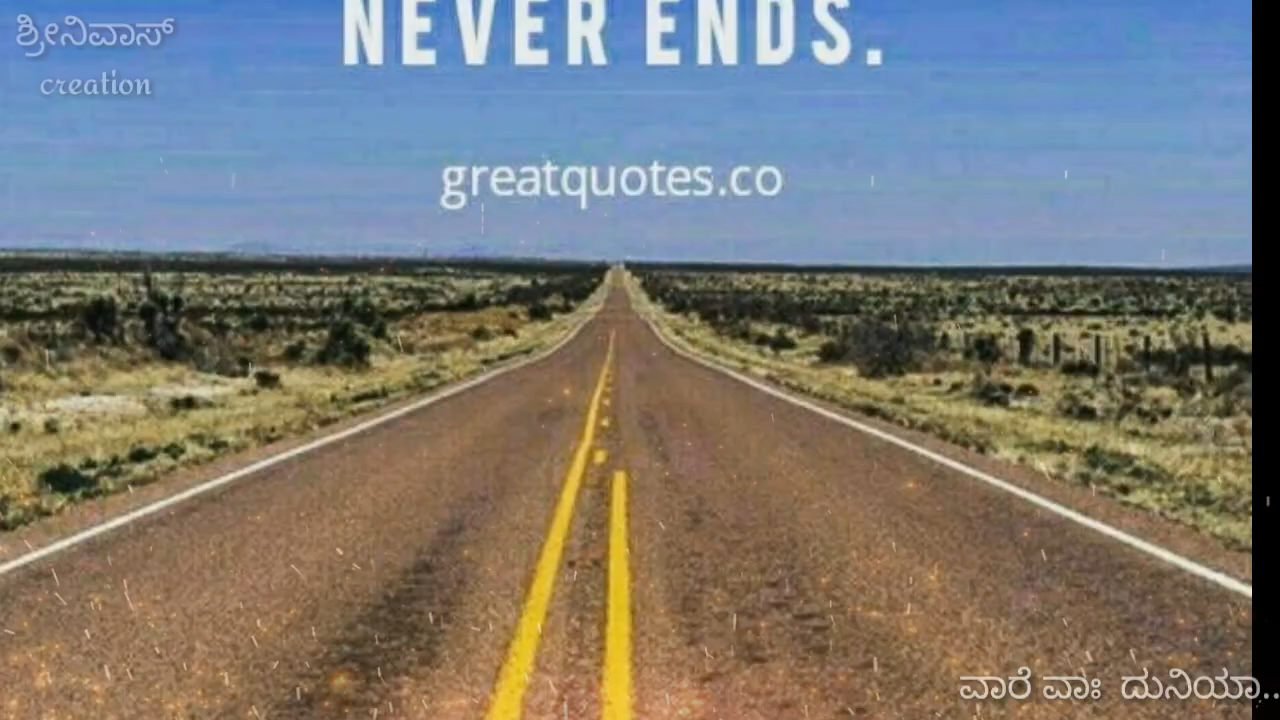 ಶ್ರೀನಿವಾಸ್
creation
NEVER ENDS.
greatquotes.co
ವಾರೆ ವಾಃ ದುನಿಯಾ..